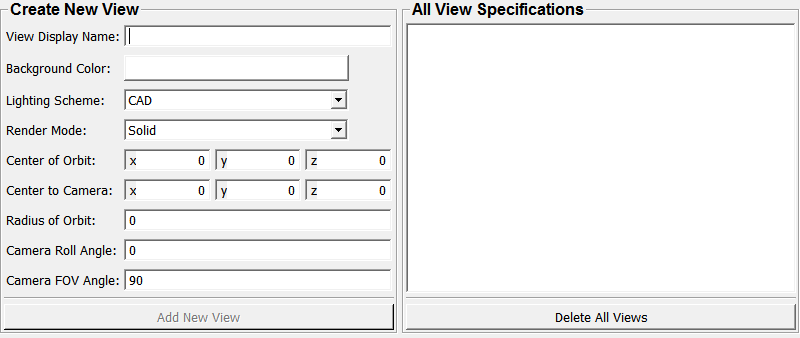 Create New View
View Display Name:
Background Color:
Lighting Scheme: CAD
Render Mode: Solid
Center of Orbit: x 0 y 0 z 0
Center to Camera: x 0 y 0 z 0
Radius of Orbit: 0
Camera Roll Angle: 0
Camera FOV Angle: 90
Add New View
All View Specifications
Delete All Views